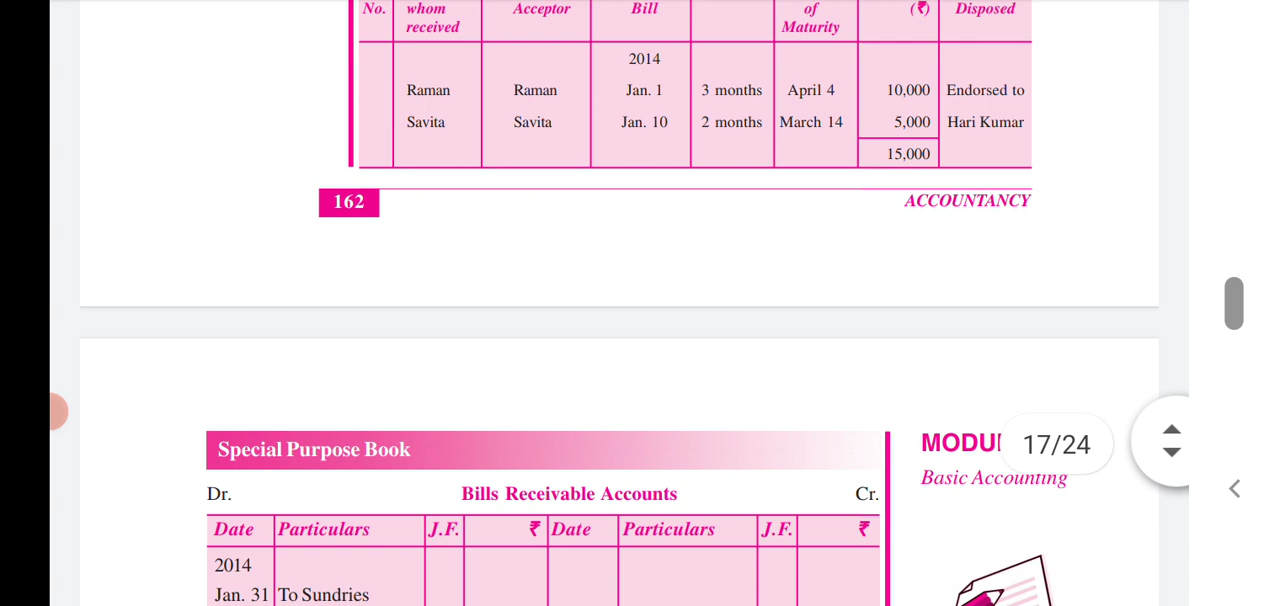 No. whom received Acceptor Bill of Maturity (₹) Disposed
2014
Raman Raman Jan. 1 3 months April 4 10,000 Endorsed to
Savita Savita Jan. 10 2 months March 14 5,000 Hari Kumar
15,000
162 ACCOUNTANCY
Special Purpose Book
MODU 17/24
Basic Accounting
Dr. Bills Receivable Accounts Cr.
Date Particulars J.F. ₹ Date Particulars J.F. ₹
2014
Jan. 31 To Sundries